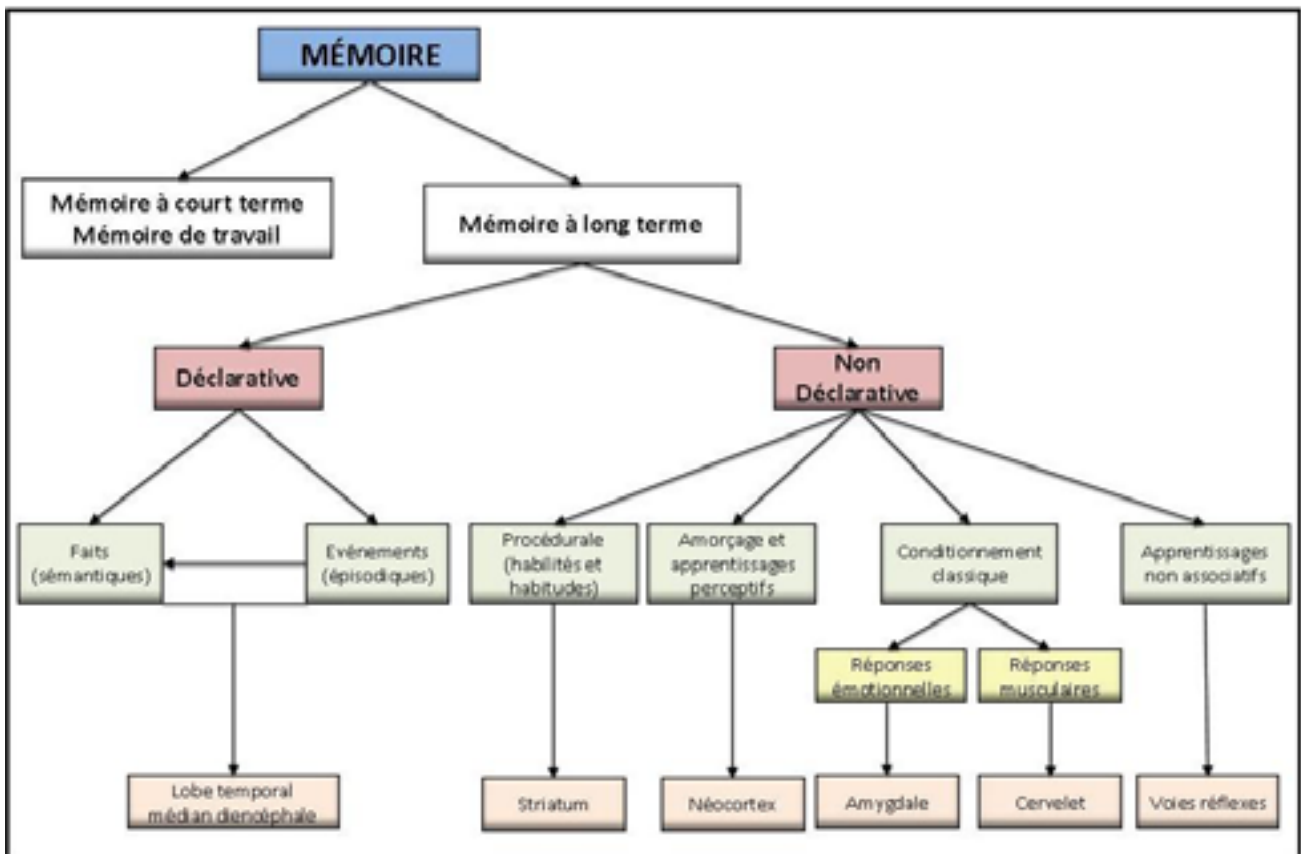 MÉMOIRE
Mémoire à court terme
Mémoire de travail
Mémoire à long terme
Déclarative
Non
Déclarative
Faits
(sémantiques)
Evénements
(épisodiques)
Procédurale
(habilités et
habitudes)
Amorçage et
apprentissages
perceptifs
Conditionnement
classique
Apprentissages
non associatifs
Réponses
émotionnelles
Réponses
musculaires
Lobe temporal
médian diencéphale
Striatum
Néocortex
Amygdale
Cervelet
Voies réflexes